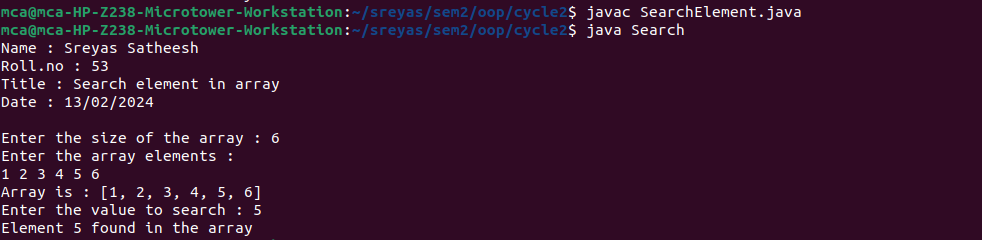 mca@mca-HP-Z238-Microtower-Workstation:~/sreyas/sem2/oop/cycle2$ javac SearchElement.java
mca@mca-HP-Z238-Microtower-Workstation:~/sreyas/sem2/oop/cycle2$ java Search
Name : Sreyas Satheesh
Roll.no : 53
Title : Search element in array
Date : 13/02/2024
Enter the size of the array : 6
Enter the array elements :
1 2 3 4 5 6
Array is : [1, 2, 3, 4, 5, 6]
Enter the value to search : 5
Element 5 found in the array